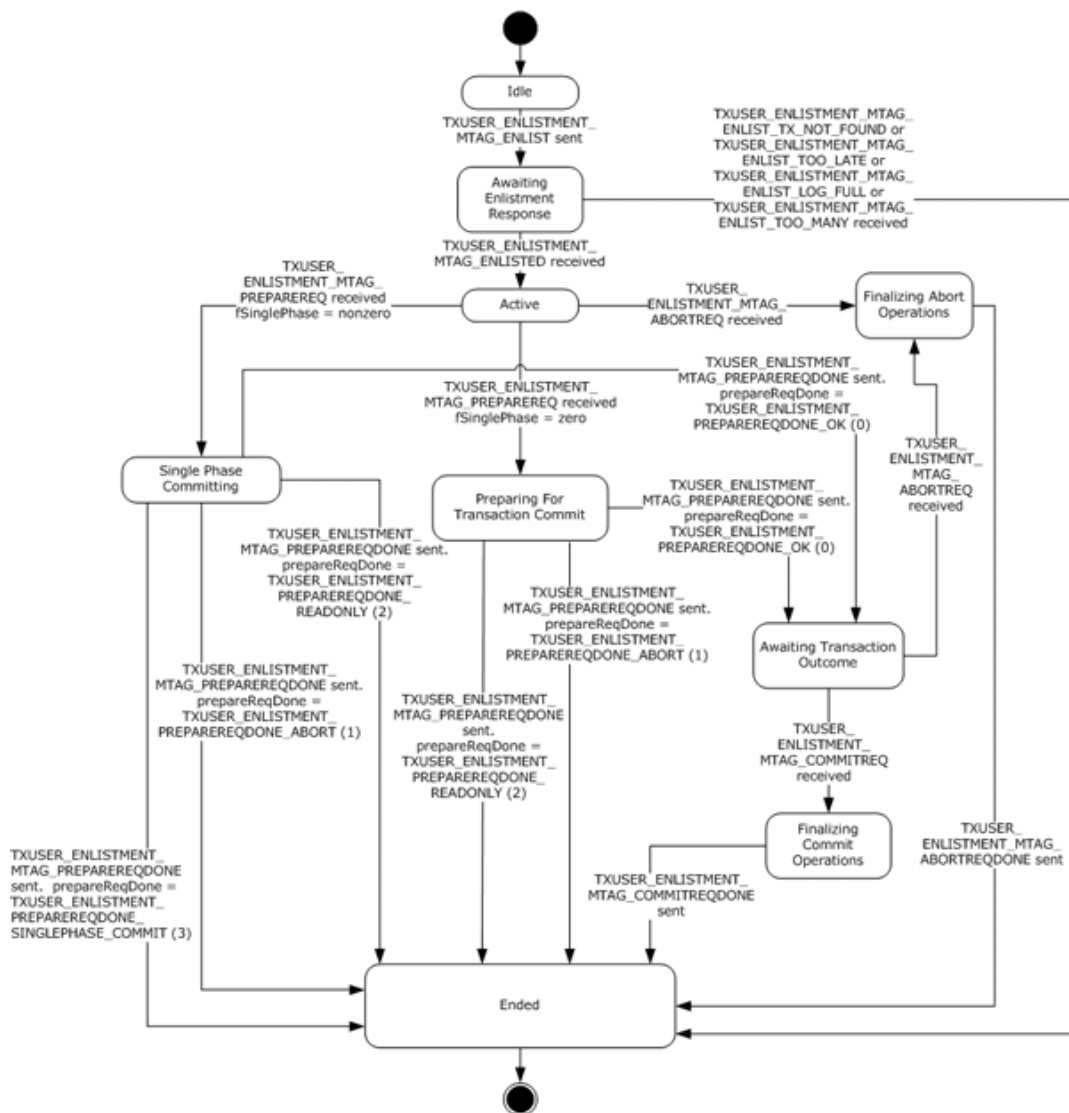 Idle
TXUSER_ENLISTMENT_
MTAG_ENLIST sent
TXUSER_ENLISTMENT_MTAG_
ENLIST_TX_NOT_FOUND or
TXUSER_ENLISTMENT_MTAG_
ENLIST_TOO_LATE or
TXUSER_ENLISTMENT_MTAG_
ENLIST_LOG_FULL or
TXUSER_ENLISTMENT_MTAG_
ENLIST_TOO_MANY received
Awaiting
Enlistment
Response
TXUSER_ENLISTMENT_
MTAG_ENLISTED received
TXUSER_
ENLISTMENT_MTAG_
PREPAREREQ received
fSinglePhase = nonzero
Active
TXUSER_
ENLISTMENT_MTAG_
ABORTREQ received
Finalizing Abort
Operations
TXUSER_ENLISTMENT_
MTAG_PREPAREREQ received
fSinglePhase = zero
TXUSER_ENLISTMENT_
MTAG_PREPAREREQDONE sent.
prepareReqDone =
TXUSER_ENLISTMENT_
PREPAREREQDONE_OK (0)
TXUSER_
ENLISTMENT_
MTAG_
ABORTREQ
received
Single Phase
Committing
Preparing For
Transaction Commit
TXUSER_ENLISTMENT_
MTAG_PREPAREREQDONE sent.
prepareReqDone =
TXUSER_ENLISTMENT_
PREPAREREQDONE_OK (0)
TXUSER_ENLISTMENT_
MTAG_PREPAREREQDONE sent.
prepareReqDone =
TXUSER_ENLISTMENT_
PREPAREREQDONE_
READONLY (2)
TXUSER_ENLISTMENT_
MTAG_PREPAREREQDONE sent.
prepareReqDone =
TXUSER_ENLISTMENT_
PREPAREREQDONE_ABORT (1)
Awaiting Transaction
Outcome
TXUSER_ENLISTMENT_
MTAG_PREPAREREQDONE sent.
prepareReqDone =
TXUSER_ENLISTMENT_
PREPAREREQDONE_ABORT (1)
TXUSER_ENLISTMENT_
MTAG_PREPAREREQDONE
sent.
prepareReqDone =
TXUSER_ENLISTMENT_
PREPAREREQDONE_
READONLY (2)
TXUSER_
ENLISTMENT_
MTAG_COMMITREQ
received
Finalizing
Commit
Operations
TXUSER_
ENLISTMENT_MTAG_
ABORTREQDONE sent
TXUSER_ENLISTMENT_
MTAG_PREPAREREQDONE
sent. prepareReqDone =
TXUSER_ENLISTMENT_
PREPAREREQDONE_
SINGLEPHASE_COMMIT (3)
TXUSER_ENLISTMENT_
MTAG_COMMITREQDONE
sent
Ended